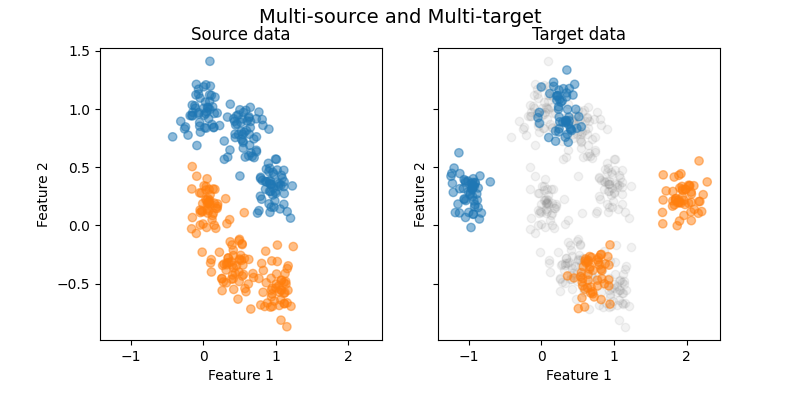 Multi-source and Multi-target
Source data
Target data
Feature 2
1.5
1.0
0.5
0.0
−0.5
−1
0
1
2
Feature 1
Feature 2
−1
0
1
2
Feature 1